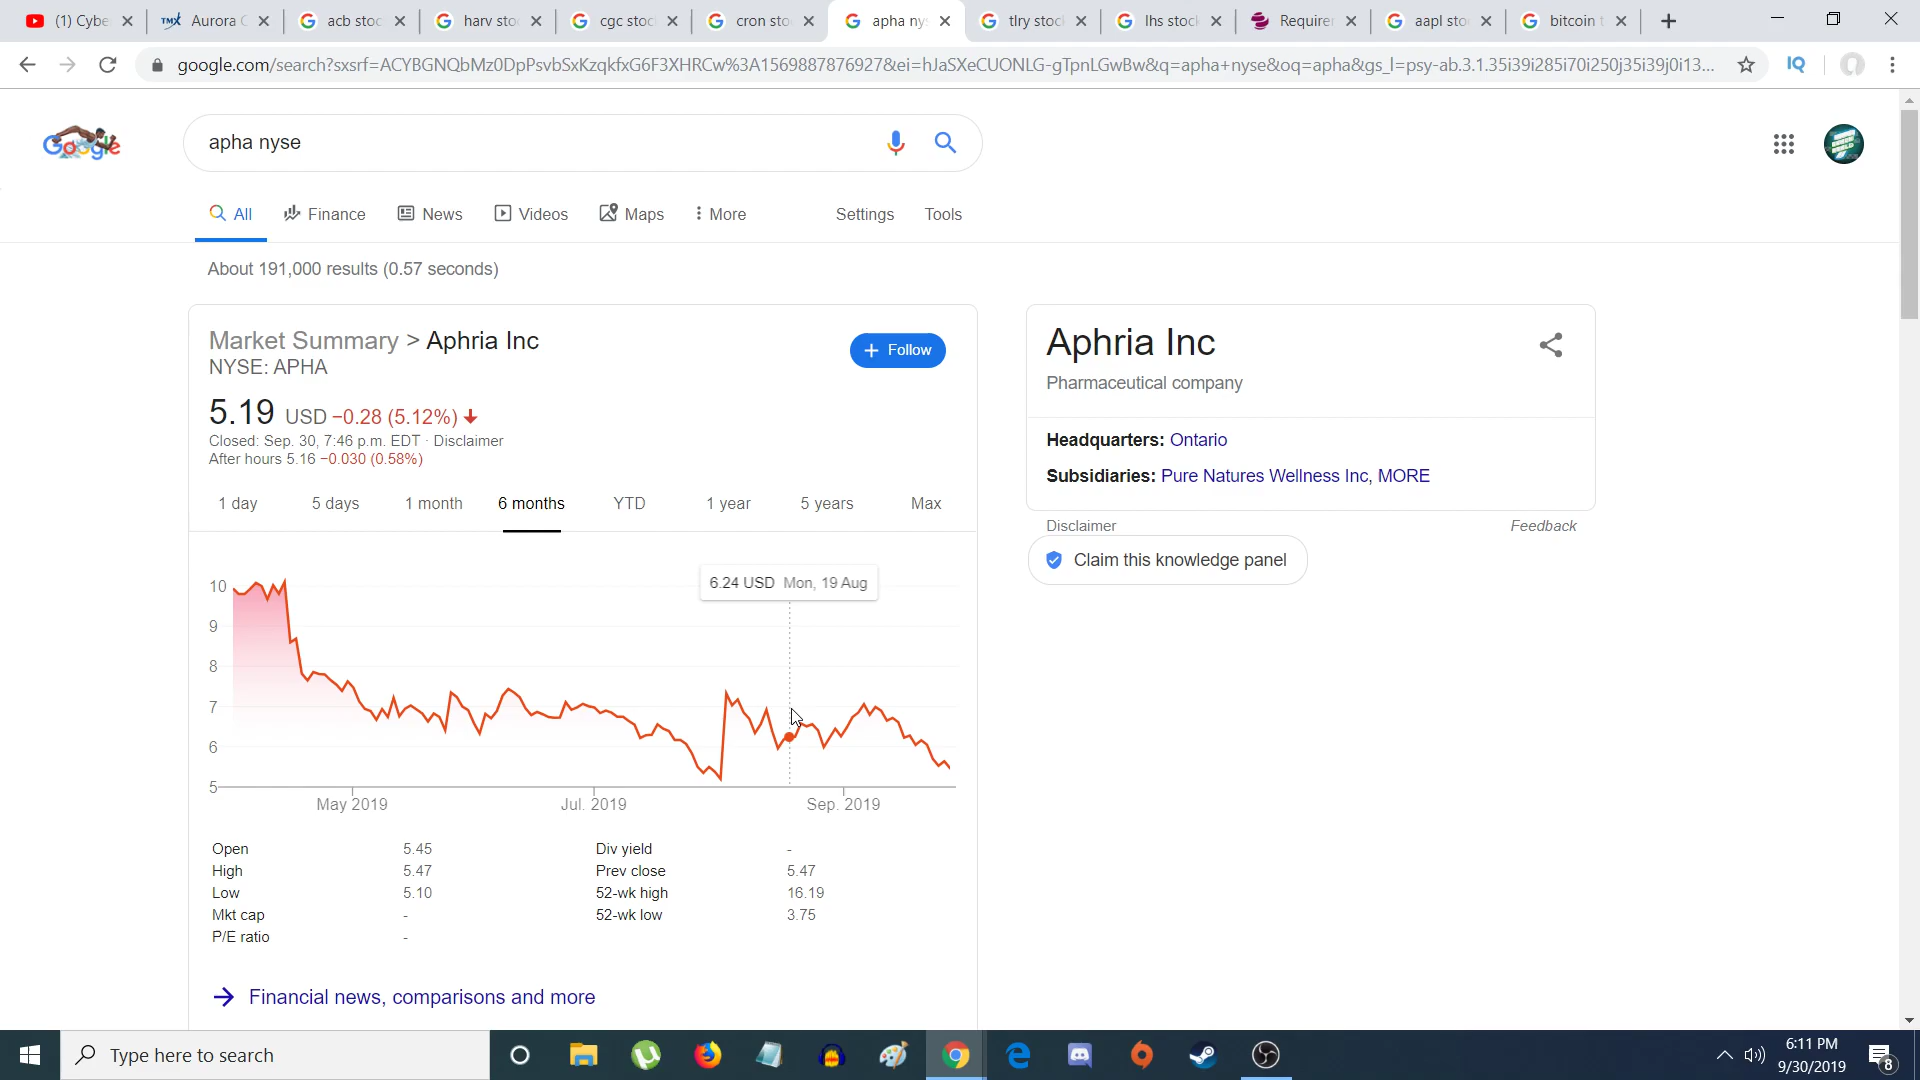 (1) Cybe
TMX Aurora C
acb stoc
harv sto
cgc stoc
cron sto
apha ny
tlry stoc
lhs stock
Require
aapl sto
bitcoin t
google.com/search?sxsrf=ACYBGNQbMz0DpPsvbSxKzqkfxG6F3XHRCw%3A1569887876927&ei=hJaSXeCUONLG-gTpnLGwBw&q=apha+nyse&oq=apha&gs_l=psy-ab.3.1.35i39i285i70i250j35i39j0i13...
IQ
Google
apha nyse
All
Finance
News
Videos
Maps
More
Settings
Tools
About 191,000 results (0.57 seconds)
Market Summary > Aphria Inc
NYSE: APHA
Follow
5.19 USD −0.28 (5.12%)
Closed: Sep. 30, 7:46 p.m. EDT · Disclaimer
After hours 5.16 −0.030 (0.58%)
1 day
5 days
1 month
6 months
YTD
1 year
5 years
Max
6.24 USD Mon, 19 Aug
10
9
8
7
6
5
May 2019
Jul. 2019
Sep. 2019
Open 5.45
High 5.47
Low 5.10
Mkt cap -
P/E ratio -
Div yield -
Prev close 5.47
52-wk high 16.19
52-wk low 3.75
Financial news, comparisons and more
Aphria Inc
Pharmaceutical company
Headquarters: Ontario
Subsidiaries: Pure Natures Wellness Inc, MORE
Disclaimer
Feedback
Claim this knowledge panel
Type here to search
6:11 PM
9/30/2019
8